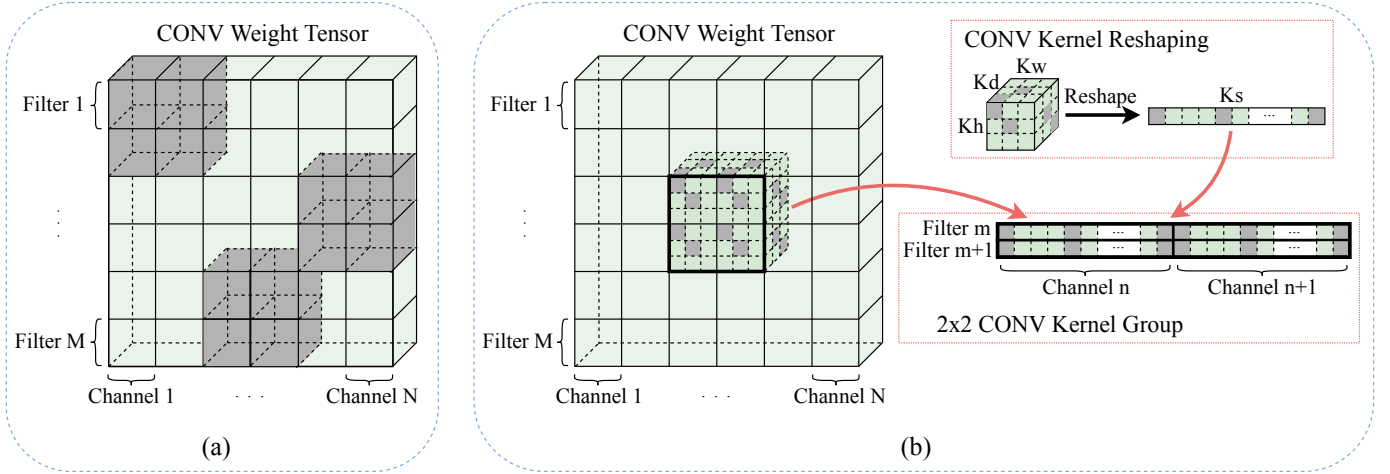 CONV Weight Tensor
Filter 1
. . .
Filter M
Channel 1
. . .
Channel N
(a)
CONV Weight Tensor
Filter 1
. . .
Filter M
Channel 1
. . .
Channel N
CONV Kernel Reshaping
Kw
Kd
Kh
Reshape
Ks
...
Filter m
... ...
Filter m+1
... ...
Channel n
Channel n+1
2x2 CONV Kernel Group
(b)